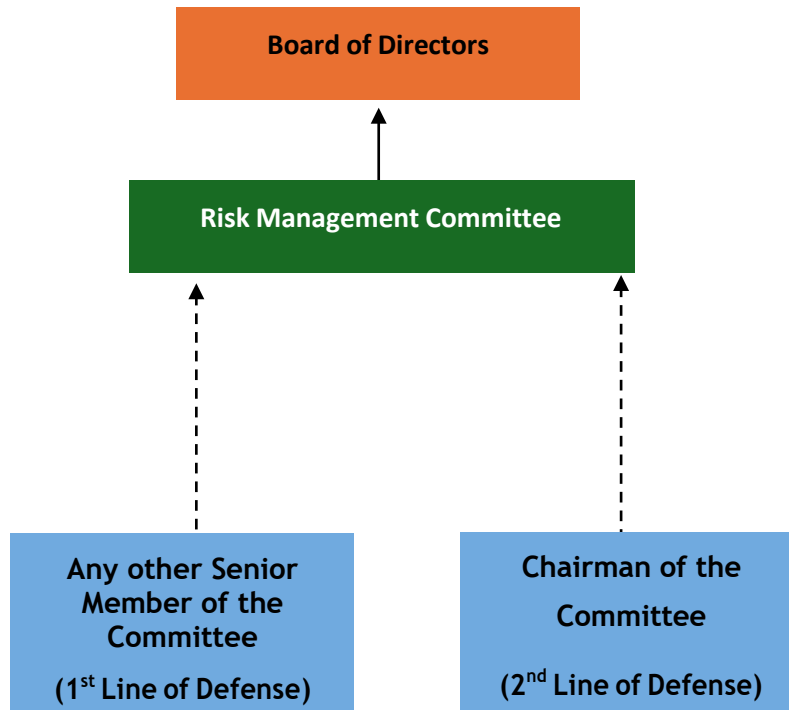 Board of Directors
Risk Management Committee
Any other Senior
Member of the
Committee
(1st Line of Defense)
Chairman of the
Committee
(2nd Line of Defense)